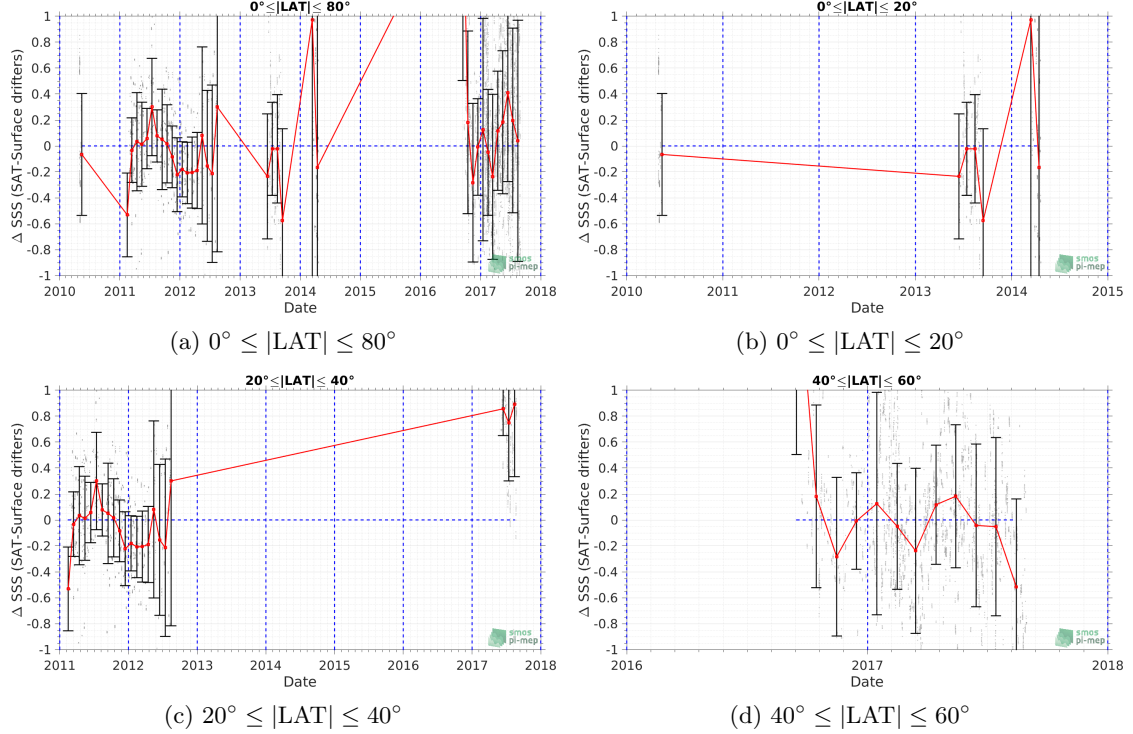 0°≤|LAT|≤ 80°
Δ SSS (SAT-Surface drifters)
1
0.8
0.6
0.4
0.2
0
-0.2
-0.4
-0.6
-0.8
-1
smos
pi-mep
2010 2011 2012 2013 2014 2015 2016 2017 2018
Date
(a) 0° ≤ |LAT| ≤ 80°
0°≤|LAT|≤ 20°
Δ SSS (SAT-Surface drifters)
1
0.8
0.6
0.4
0.2
0
-0.2
-0.4
-0.6
-0.8
-1
smos
pi-mep
2010 2011 2012 2013 2014 2015
Date
(b) 0° ≤ |LAT| ≤ 20°
20°≤|LAT|≤ 40°
Δ SSS (SAT-Surface drifters)
1
0.8
0.6
0.4
0.2
0
-0.2
-0.4
-0.6
-0.8
-1
smos
pi-mep
2011 2012 2013 2014 2015 2016 2017 2018
Date
(c) 20° ≤ |LAT| ≤ 40°
40°≤|LAT|≤ 60°
Δ SSS (SAT-Surface drifters)
1
0.8
0.6
0.4
0.2
0
-0.2
-0.4
-0.6
-0.8
-1
smos
pi-mep
2016 2017 2018
Date
(d) 40° ≤ |LAT| ≤ 60°